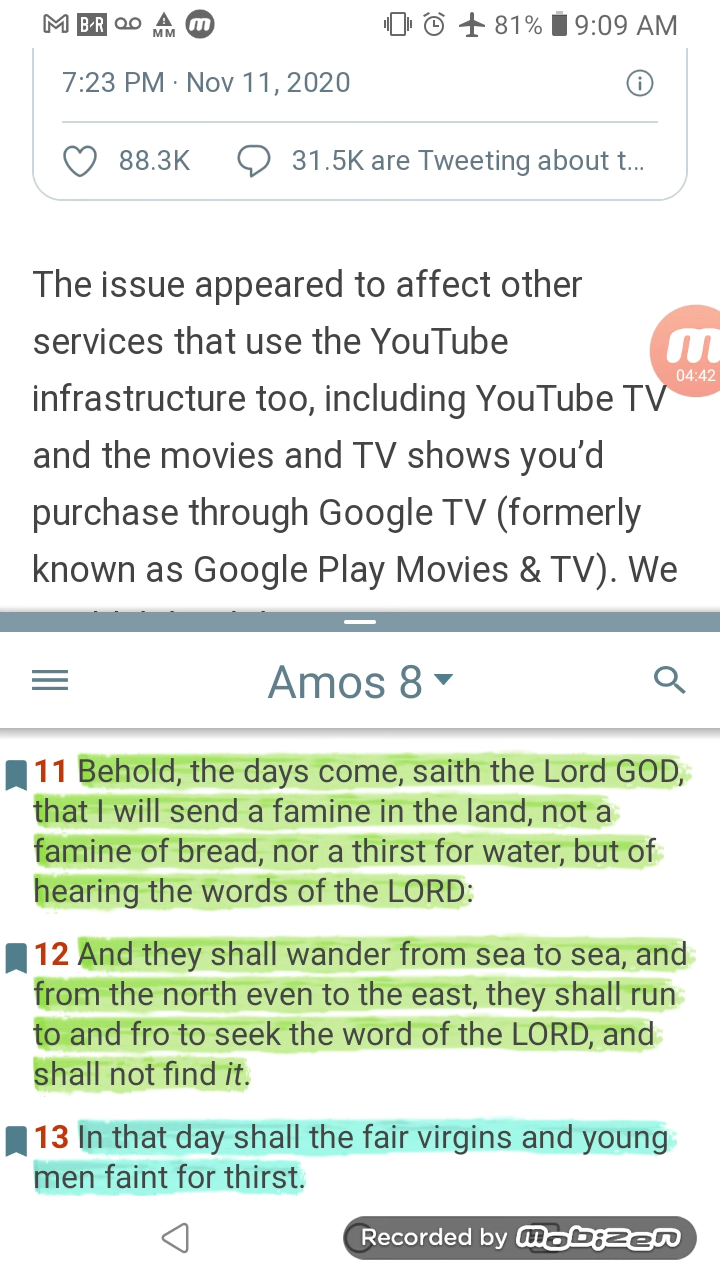 B·R MM m 81% 9:09 AM
7:23 PM · Nov 11, 2020
88.3K 31.5K are Tweeting about t...
The issue appeared to affect other
services that use the YouTube
m
04:42
infrastructure too, including YouTube TV
and the movies and TV shows you’d
purchase through Google TV (formerly
known as Google Play Movies & TV). We
Amos 8
11 Behold, the days come, saith the Lord GOD,
that I will send a famine in the land, not a
famine of bread, nor a thirst for water, but of
hearing the words of the LORD:
12 And they shall wander from sea to sea, and
from the north even to the east, they shall run
to and fro to seek the word of the LORD, and
shall not find it.
13 In that day shall the fair virgins and young
men faint for thirst.
Recorded by mobizen